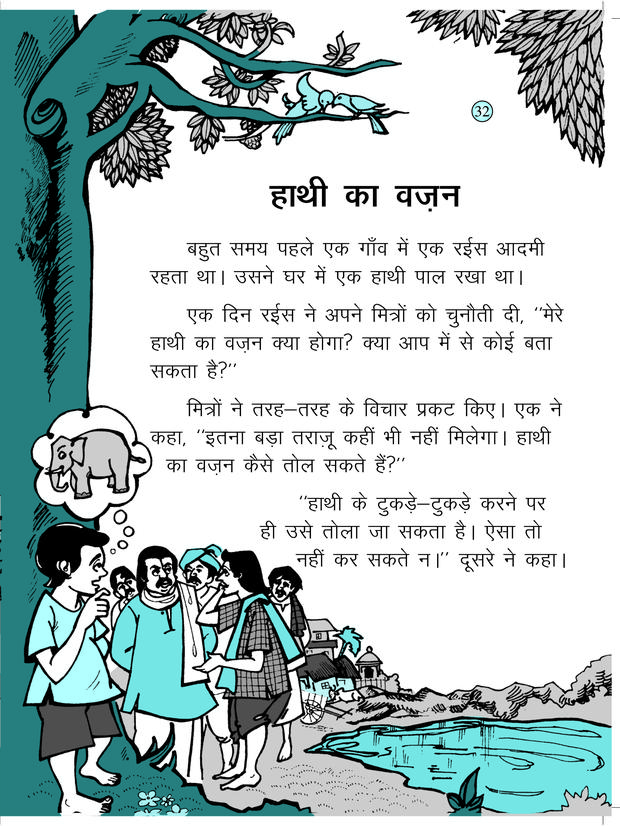 32
हाथी का वज़न
बहुत समय पहले एक गाँव में एक रईस आदमी
रहता था। उसने घर में एक हाथी पाल रखा था।
एक दिन रईस ने अपने मित्रों को चुनौती दी, ''मेरे
हाथी का वज़न क्या होगा? क्या आप में से कोई बता
सकता है?''
मित्रों ने तरह–तरह के विचार प्रकट किए। एक ने
कहा, ''इतना बड़ा तराज़ू कहीं भी नहीं मिलेगा। हाथी
का वज़न कैसे तोल सकते हैं?''
''हाथी के टुकड़े–टुकड़े करने पर
ही उसे तोला जा सकता है। ऐसा तो
नहीं कर सकते न।'' दूसरे ने कहा।